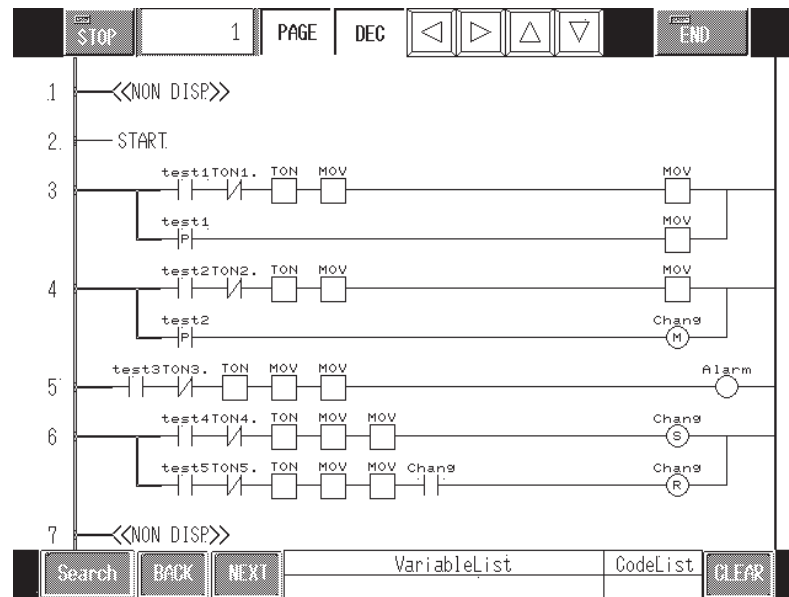 STOP 1 PAGE DEC END
1 <<NON DISP.>>
2. START.
test1TON1. TON MOV MOV
3
test1 MOV
P
test2TON2. TON MOV MOV
4
test2 Chang
P M
test3TON3. TON MOV MOV Alarm
5
test4TON4. TON MOV MOV Chang
6 S
test5TON5. TON MOV MOV Chang Chang
R
7 <<NON DISP.>>
Search BACK NEXT VariableList CodeList CLEAR